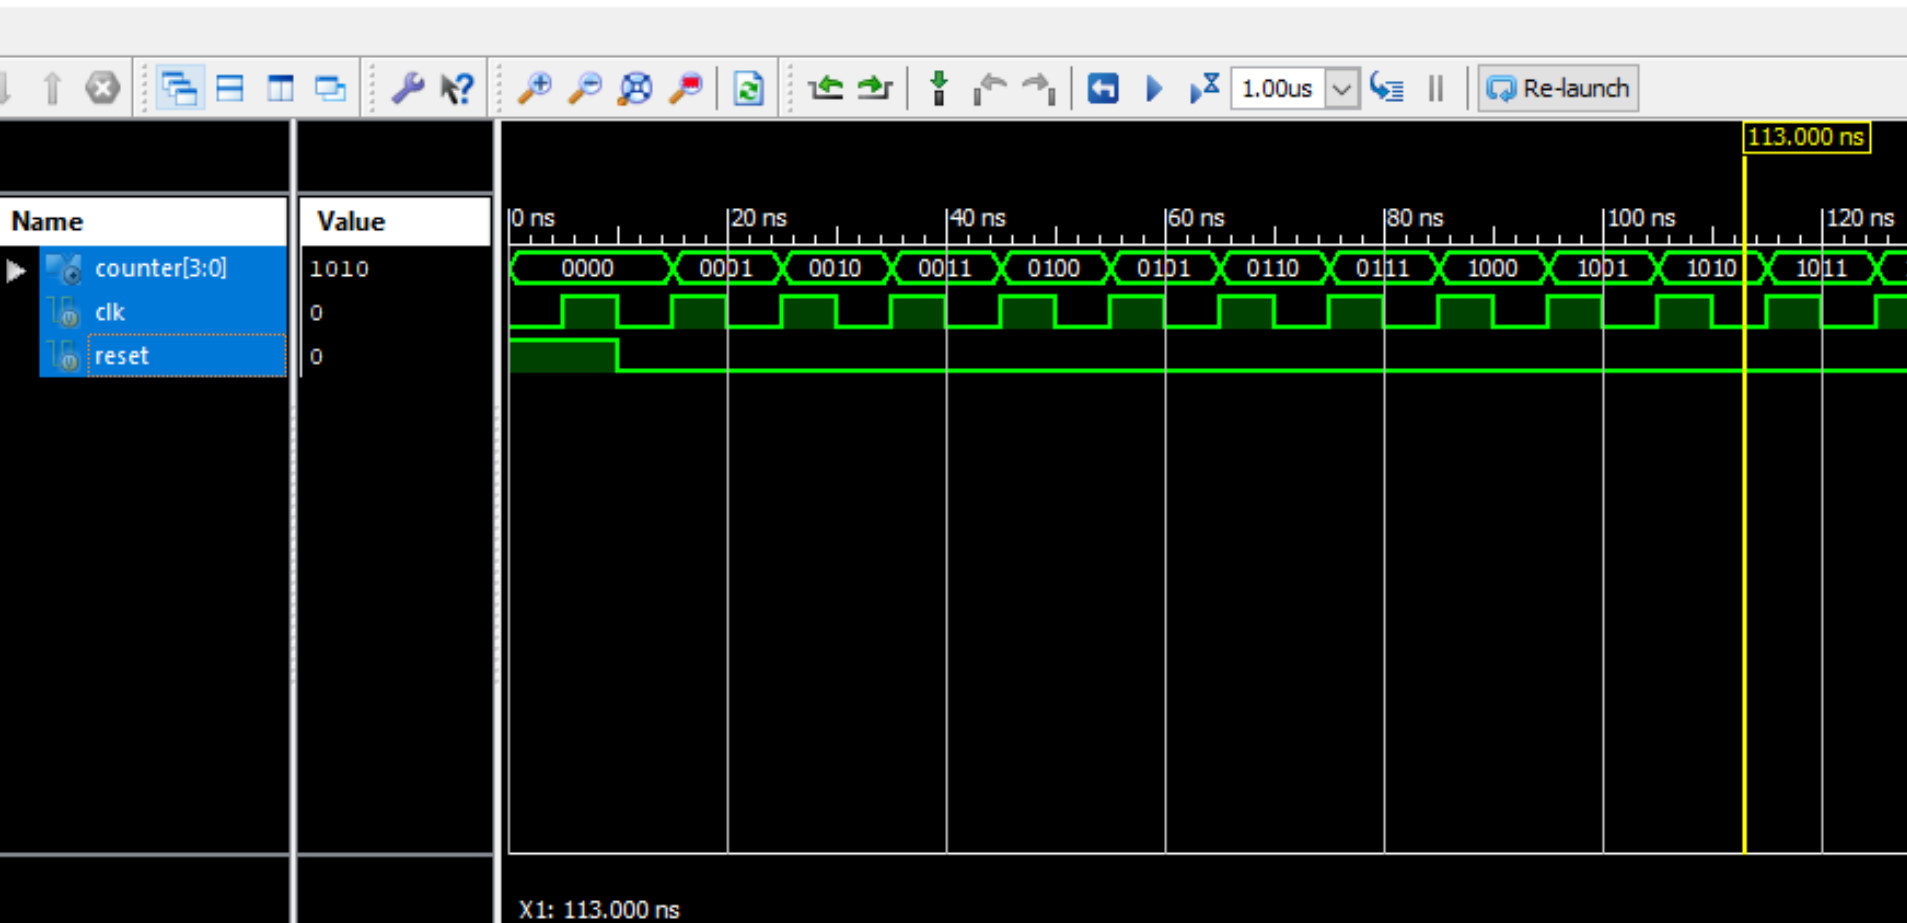 1.00us Re-launch
113.000 ns
Name Value 0 ns 20 ns 40 ns 60 ns 80 ns 100 ns 120 ns
counter[3:0] 1010 0000 0001 0010 0011 0100 0101 0110 0111 1000 1001 1010 1011
clk 0
reset 0
X1: 113.000 ns